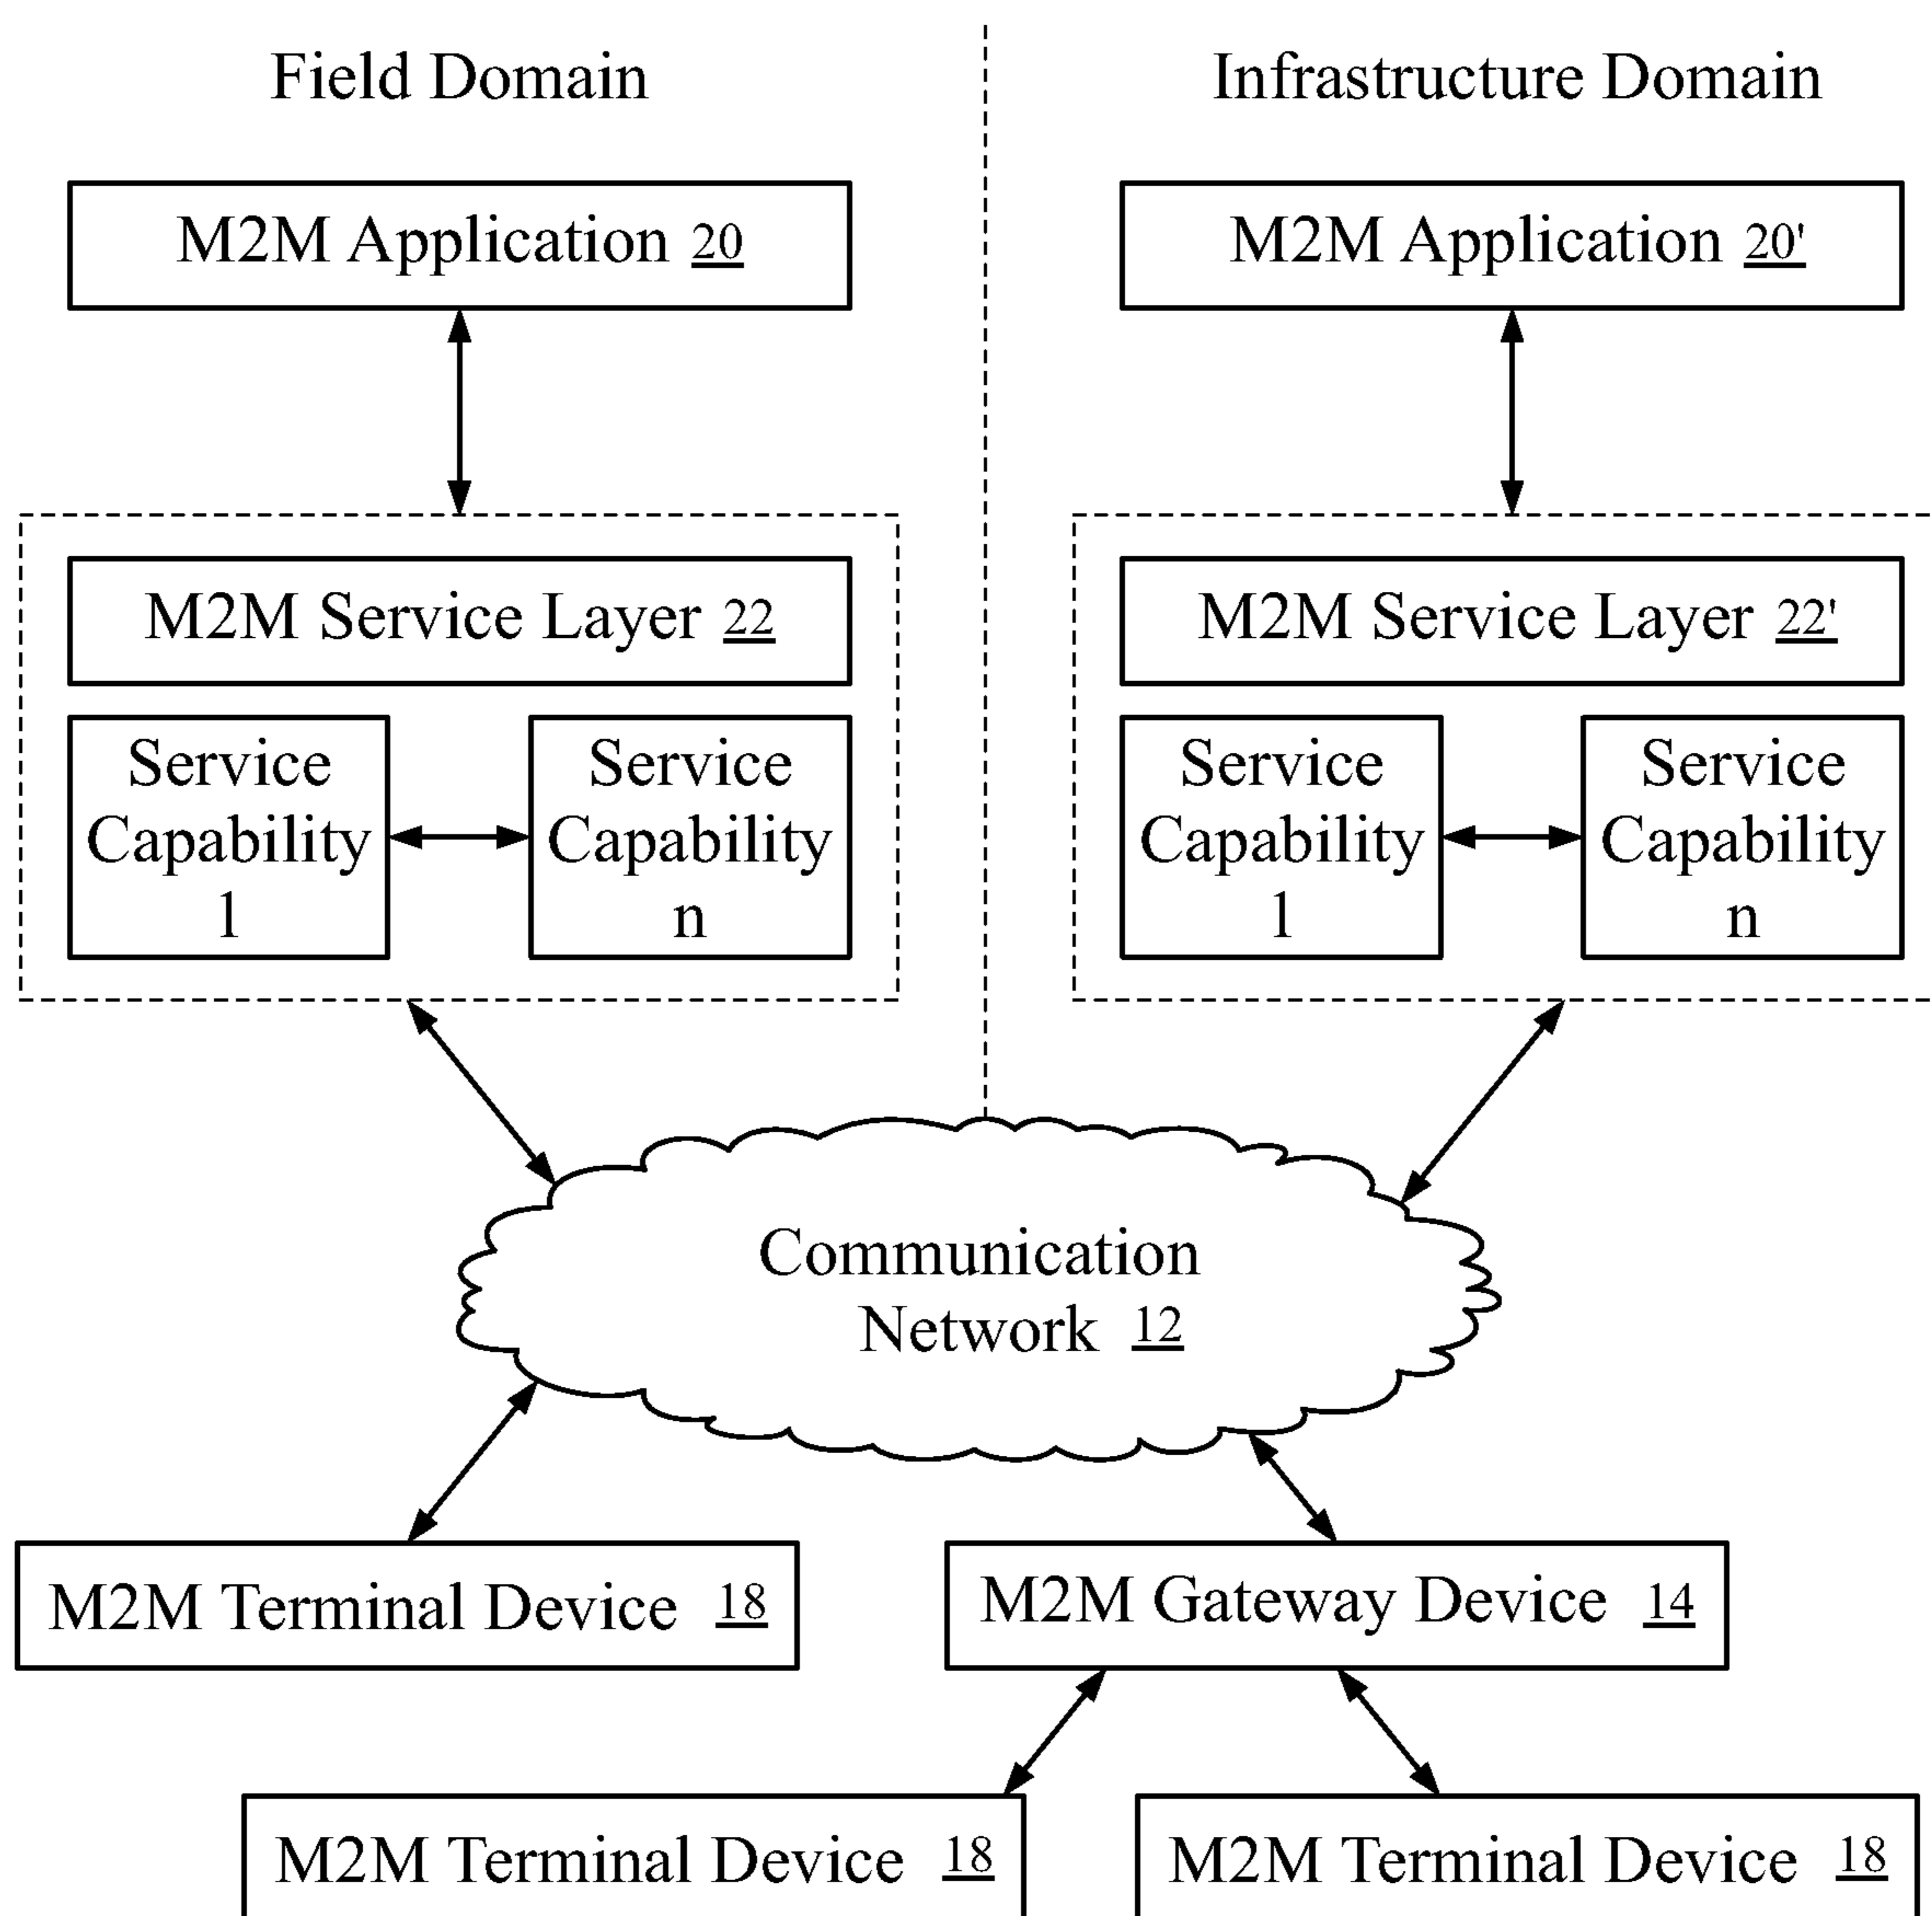 Field Domain
Infrastructure Domain
M2M Application 20
M2M Application 20'
M2M Service Layer 22
M2M Service Layer 22'
Service
Capability
1
Service
Capability
n
Service
Capability
1
Service
Capability
n
Communication
Network 12
M2M Terminal Device 18
M2M Gateway Device 14
M2M Terminal Device 18
M2M Terminal Device 18